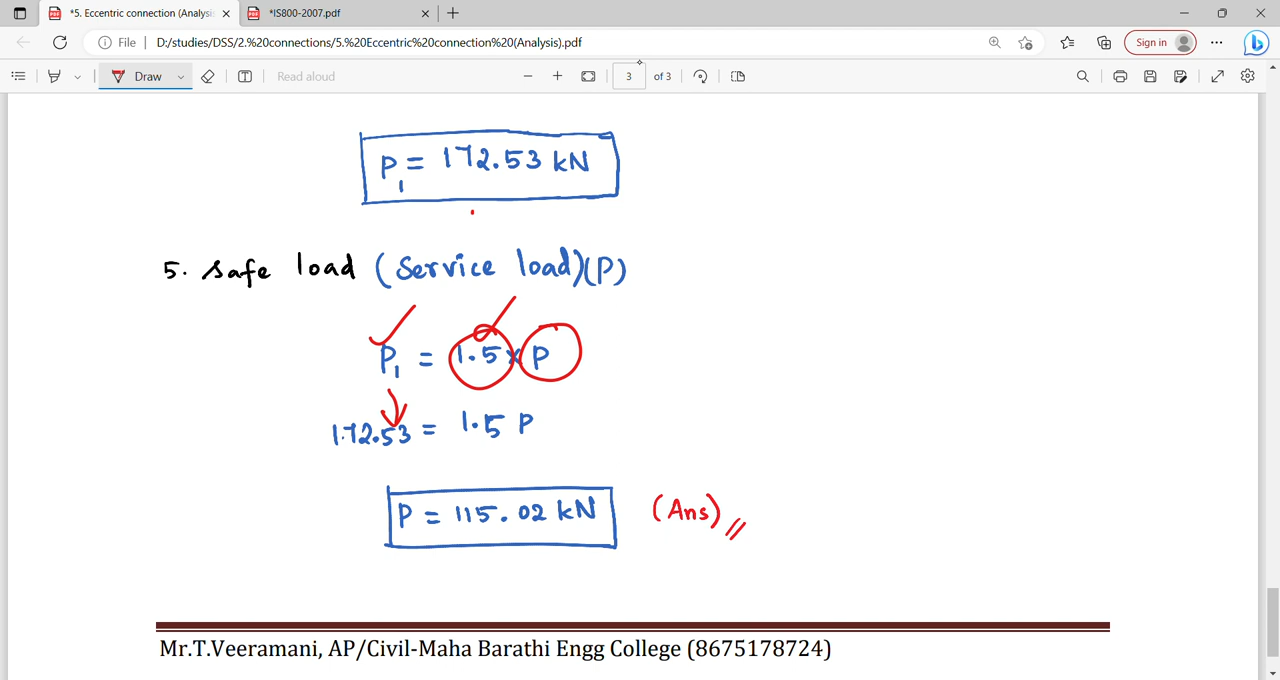 *5. Eccentric connection (Analysis
*IS800-2007.pdf
File D:/studies/DSS/2.%20connections/5.%20Eccentric%20connection%20(Analysis).pdf
Sign in
Draw
Read aloud
3 of 3
P1 = 172.53 kN
5. Safe load (Service load)(P)
P1 = 1.5 x P
172.53 = 1.5 P
P = 115.02 kN (Ans)
Mr.T.Veeramani, AP/Civil-Maha Barathi Engg College (8675178724)